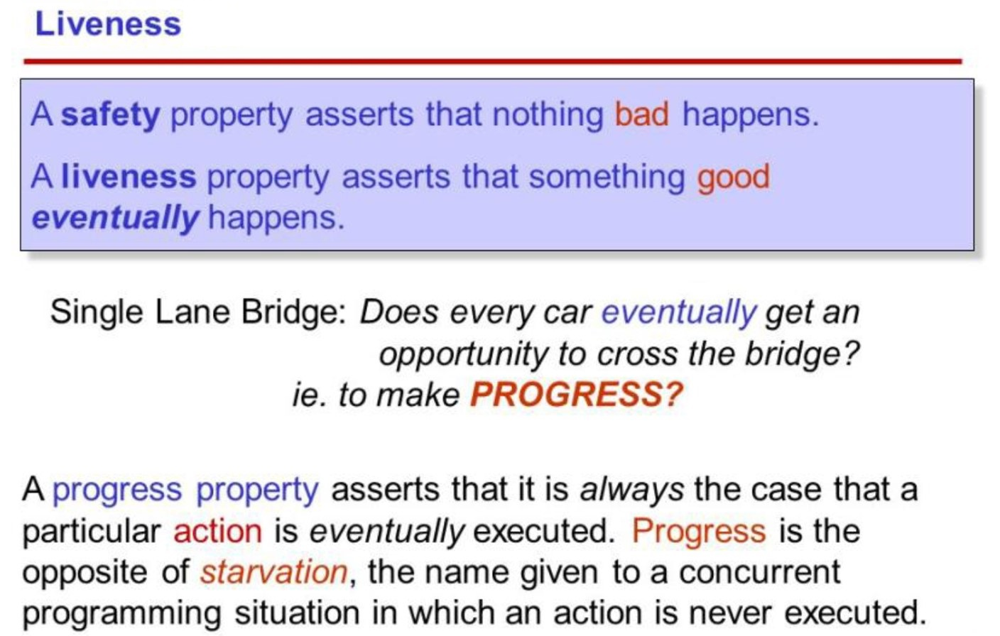 Liveness
A safety property asserts that nothing bad happens.
A liveness property asserts that something good
eventually happens.
Single Lane Bridge: Does every car eventually get an
opportunity to cross the bridge?
ie. to make PROGRESS?
A progress property asserts that it is always the case that a
particular action is eventually executed. Progress is the
opposite of starvation, the name given to a concurrent
programming situation in which an action is never executed.